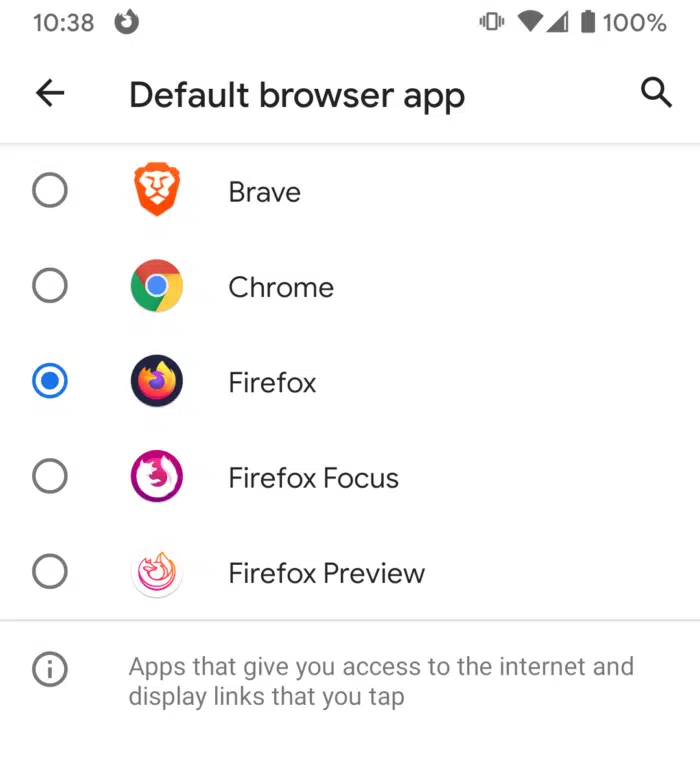 10:38 100%
Default browser app
Brave
Chrome
Firefox
Firefox Focus
Firefox Preview
Apps that give you access to the internet and
display links that you tap